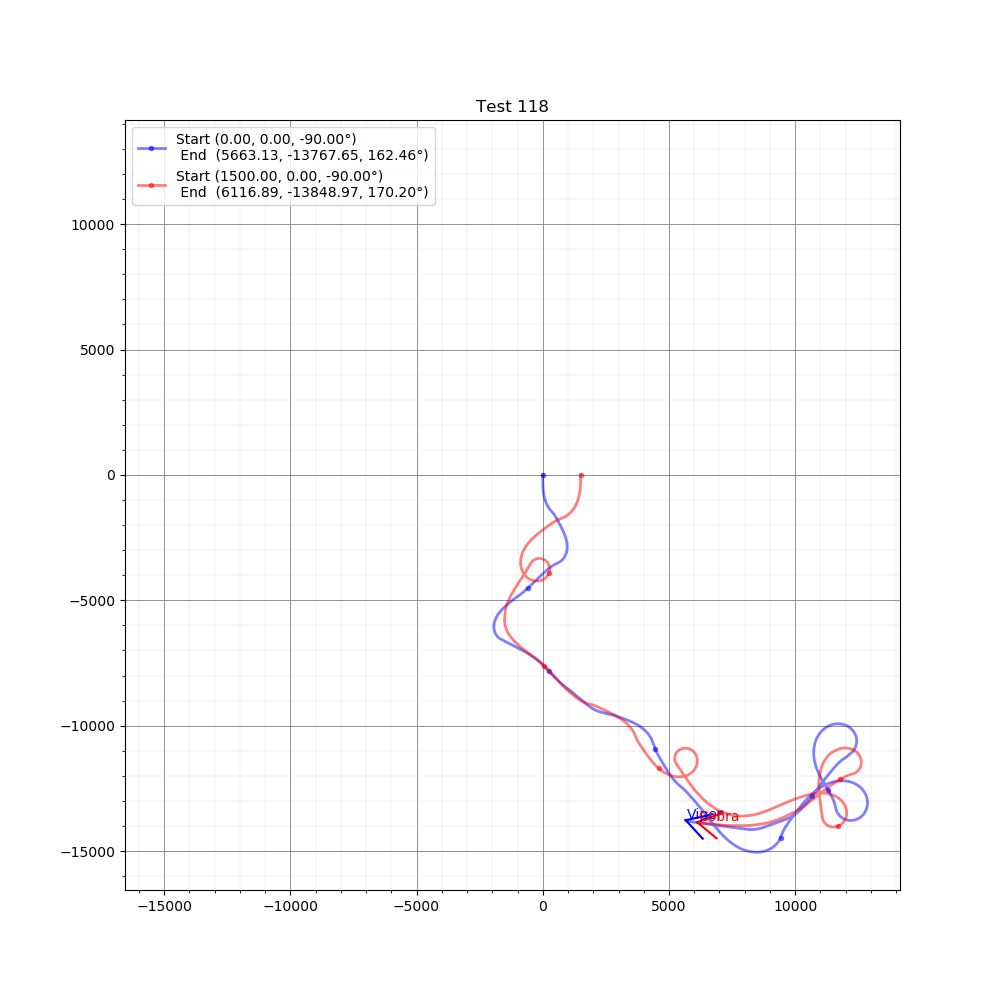 Test 118
Start (0.00, 0.00, -90.00°)
End (5663.13, -13767.65, 162.46°)
Start (1500.00, 0.00, -90.00°)
End (6116.89, -13848.97, 170.20°)
10000
5000
0
−5000
−10000
−15000
−15000
−10000
−5000
0
5000
10000